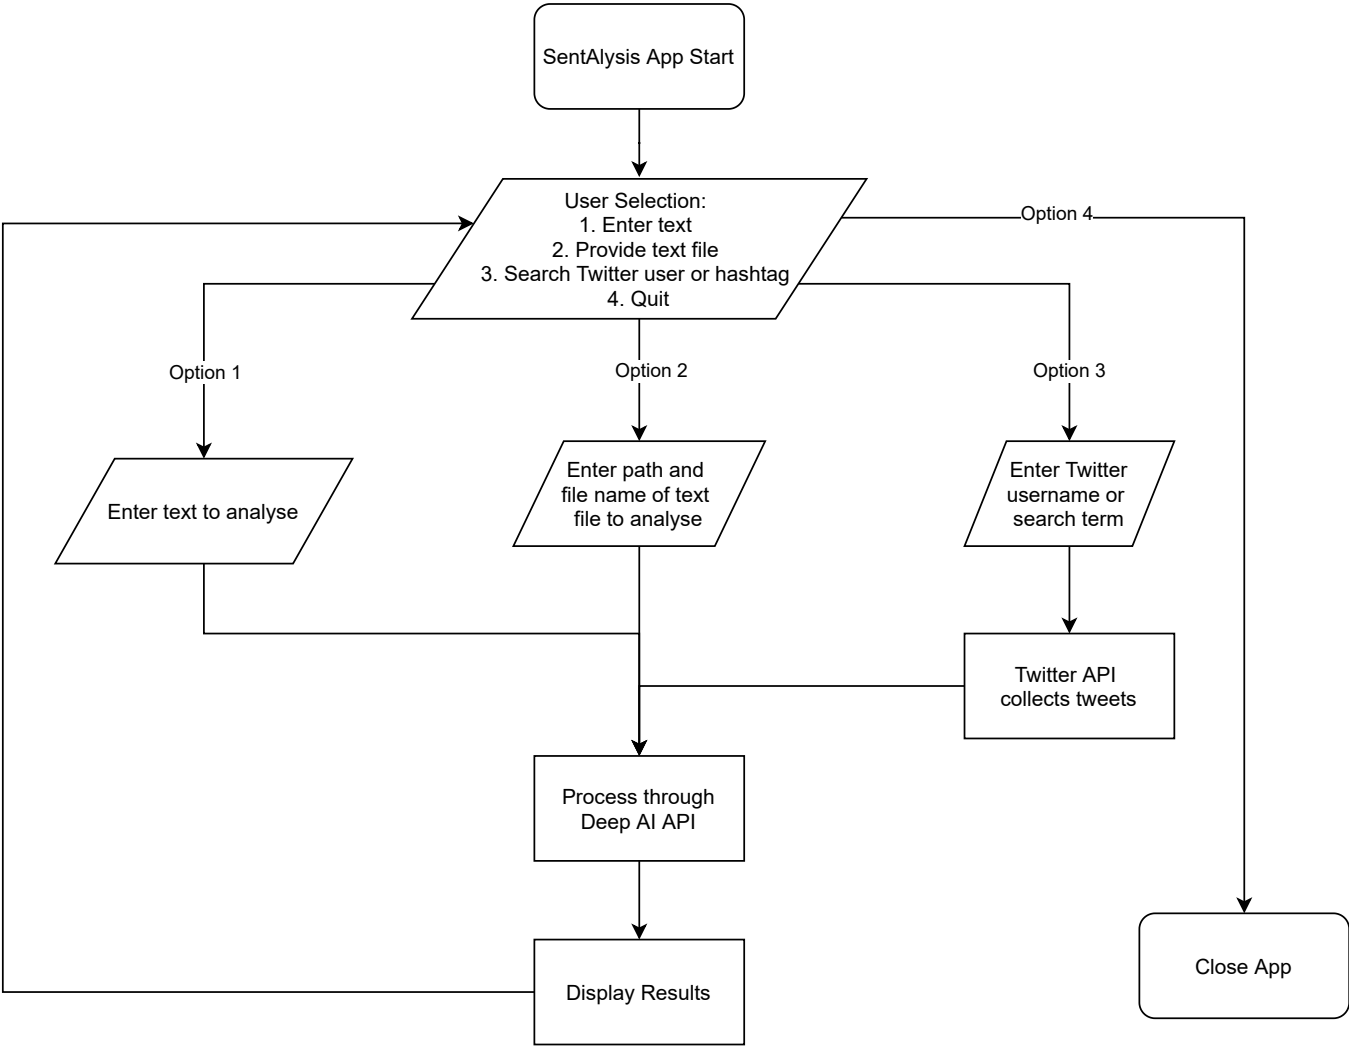 SentAlysis App Start
User Selection:
1. Enter text
2. Provide text file
3. Search Twitter user or hashtag
4. Quit
Option 4
Option 1
Option 2
Option 3
Enter text to analyse
Enter path and
file name of text
file to analyse
Enter Twitter
username or
search term
Twitter API
collects tweets
Process through
Deep AI API
Display Results
Close App